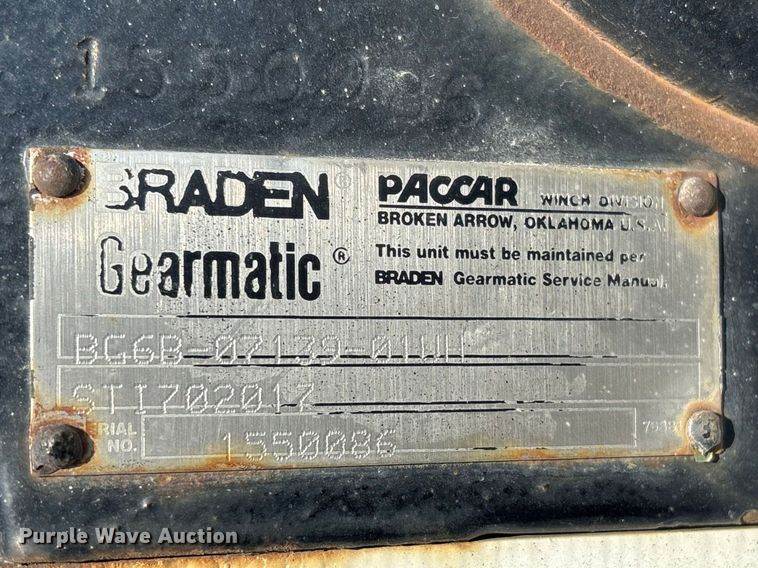 1550086
BRADEN®
Gearmatic®
PACCAR WINCH DIVISION
BROKEN ARROW, OKLAHOMA U.S.A.
This unit must be maintained per
BRADEN Gearmatic Service Manual.
BG6B-07139-01WH
STI702017
SERIAL NO. 1550086
Purple Wave Auction